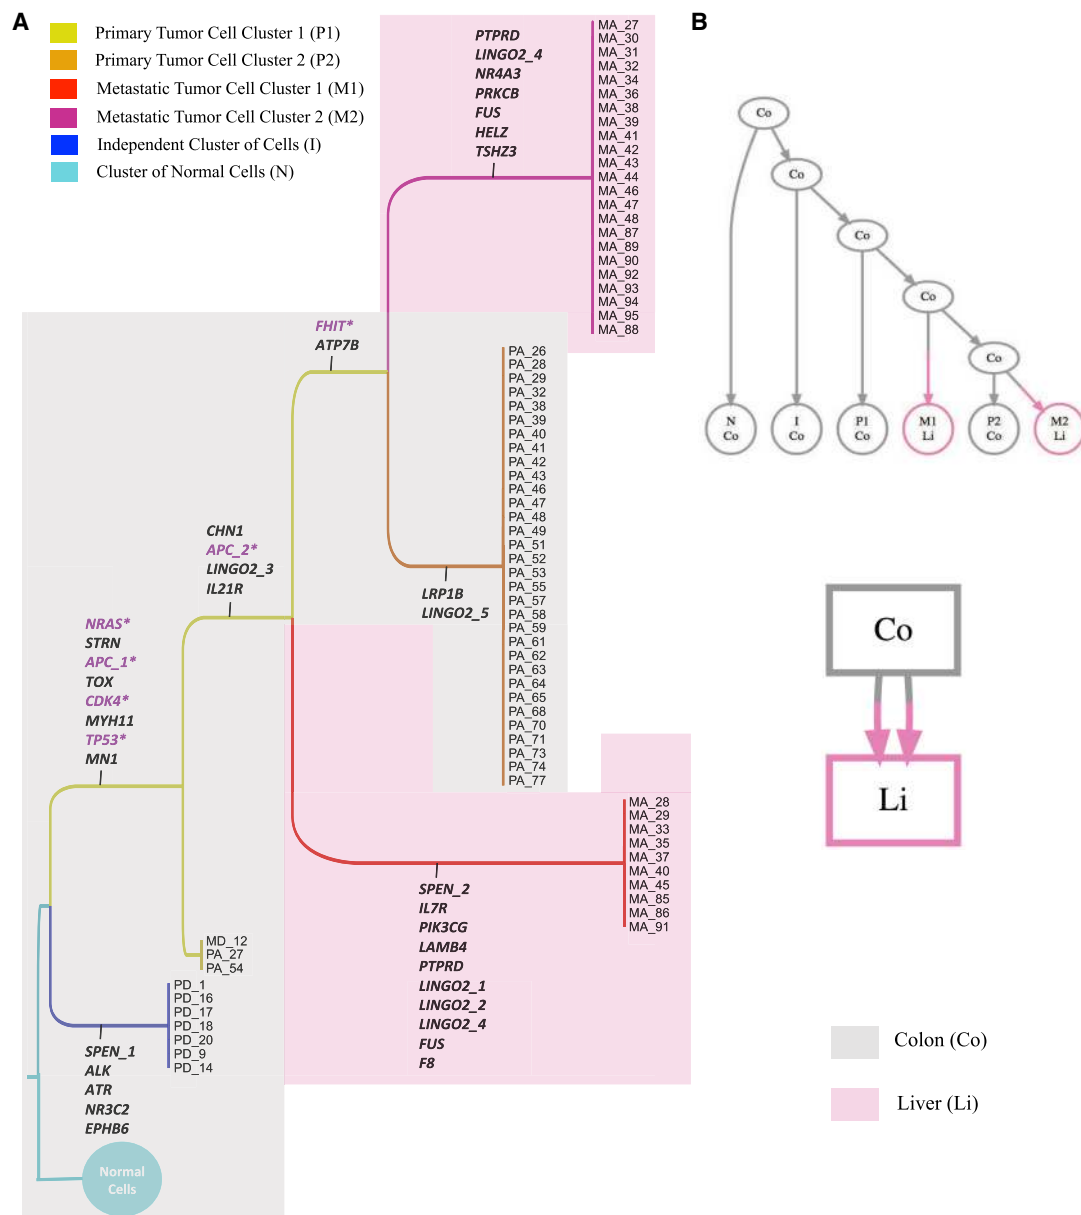 A
Primary Tumor Cell Cluster 1 (P1)
Primary Tumor Cell Cluster 2 (P2)
Metastatic Tumor Cell Cluster 1 (M1)
Metastatic Tumor Cell Cluster 2 (M2)
Independent Cluster of Cells (I)
Cluster of Normal Cells (N)
PTPRD
LINGO2_4
NR4A3
PRKCB
FUS
HELZ
TSHZ3
MA_27
MA_30
MA_31
MA_32
MA_34
MA_36
MA_38
MA_39
MA_41
MA_42
MA_43
MA_44
MA_46
MA_47
MA_48
MA_87
MA_89
MA_90
MA_92
MA_93
MA_94
MA_95
MA_88
FHIT*
ATP7B
PA_26
PA_28
PA_29
PA_32
PA_38
PA_39
PA_40
PA_41
PA_42
PA_43
PA_46
PA_47
PA_48
PA_49
PA_51
PA_52
PA_53
PA_55
PA_57
PA_58
PA_59
PA_61
PA_62
PA_63
PA_64
PA_65
PA_68
PA_70
PA_71
PA_73
PA_74
PA_77
CHN1
APC_2*
LINGO2_3
IL21R
LRP1B
LINGO2_5
NRAS*
STRN
APC_1*
TOX
CDK4*
MYH11
TP53*
MN1
MA_28
MA_29
MA_33
MA_35
MA_37
MA_40
MA_45
MA_85
MA_86
MA_91
SPEN_2
IL7R
PIK3CG
LAMB4
PTPRD
LINGO2_1
LINGO2_2
LINGO2_4
FUS
F8
MD_12
PA_27
PA_54
PD_1
PD_16
PD_17
PD_18
PD_20
PD_9
PD_14
SPEN_1
ALK
ATR
NR3C2
EPHB6
Normal
Cells
B
Co
Co
Co
Co
Co
N
Co
I
Co
P1
Co
M1
Li
P2
Co
M2
Li
Co
Li
Colon (Co)
Liver (Li)